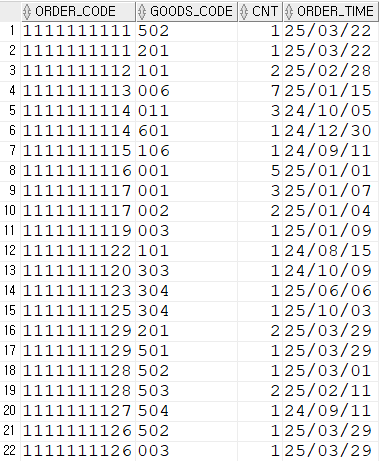 ORDER_CODE GOODS_CODE CNT ORDER_TIME
1 1111111111 502 1 25/03/22
2 1111111111 201 1 25/03/22
3 1111111112 101 1 25/02/28
4 1111111113 006 7 25/01/15
5 1111111114 011 3 24/10/05
6 1111111114 601 1 24/12/30
7 1111111115 106 1 24/09/11
8 1111111116 001 5 25/01/01
9 1111111117 001 3 25/01/07
10 1111111117 002 2 25/01/04
11 1111111119 003 1 25/01/09
12 1111111122 101 1 24/08/15
13 1111111120 303 1 24/10/09
14 1111111123 304 1 25/06/06
15 1111111125 304 1 25/10/03
16 1111111129 201 2 25/03/29
17 1111111129 501 1 25/03/29
18 1111111128 502 1 25/03/01
19 1111111128 503 2 25/02/11
20 1111111127 504 1 24/09/11
21 1111111126 502 1 25/03/29
22 1111111126 003 1 25/03/29